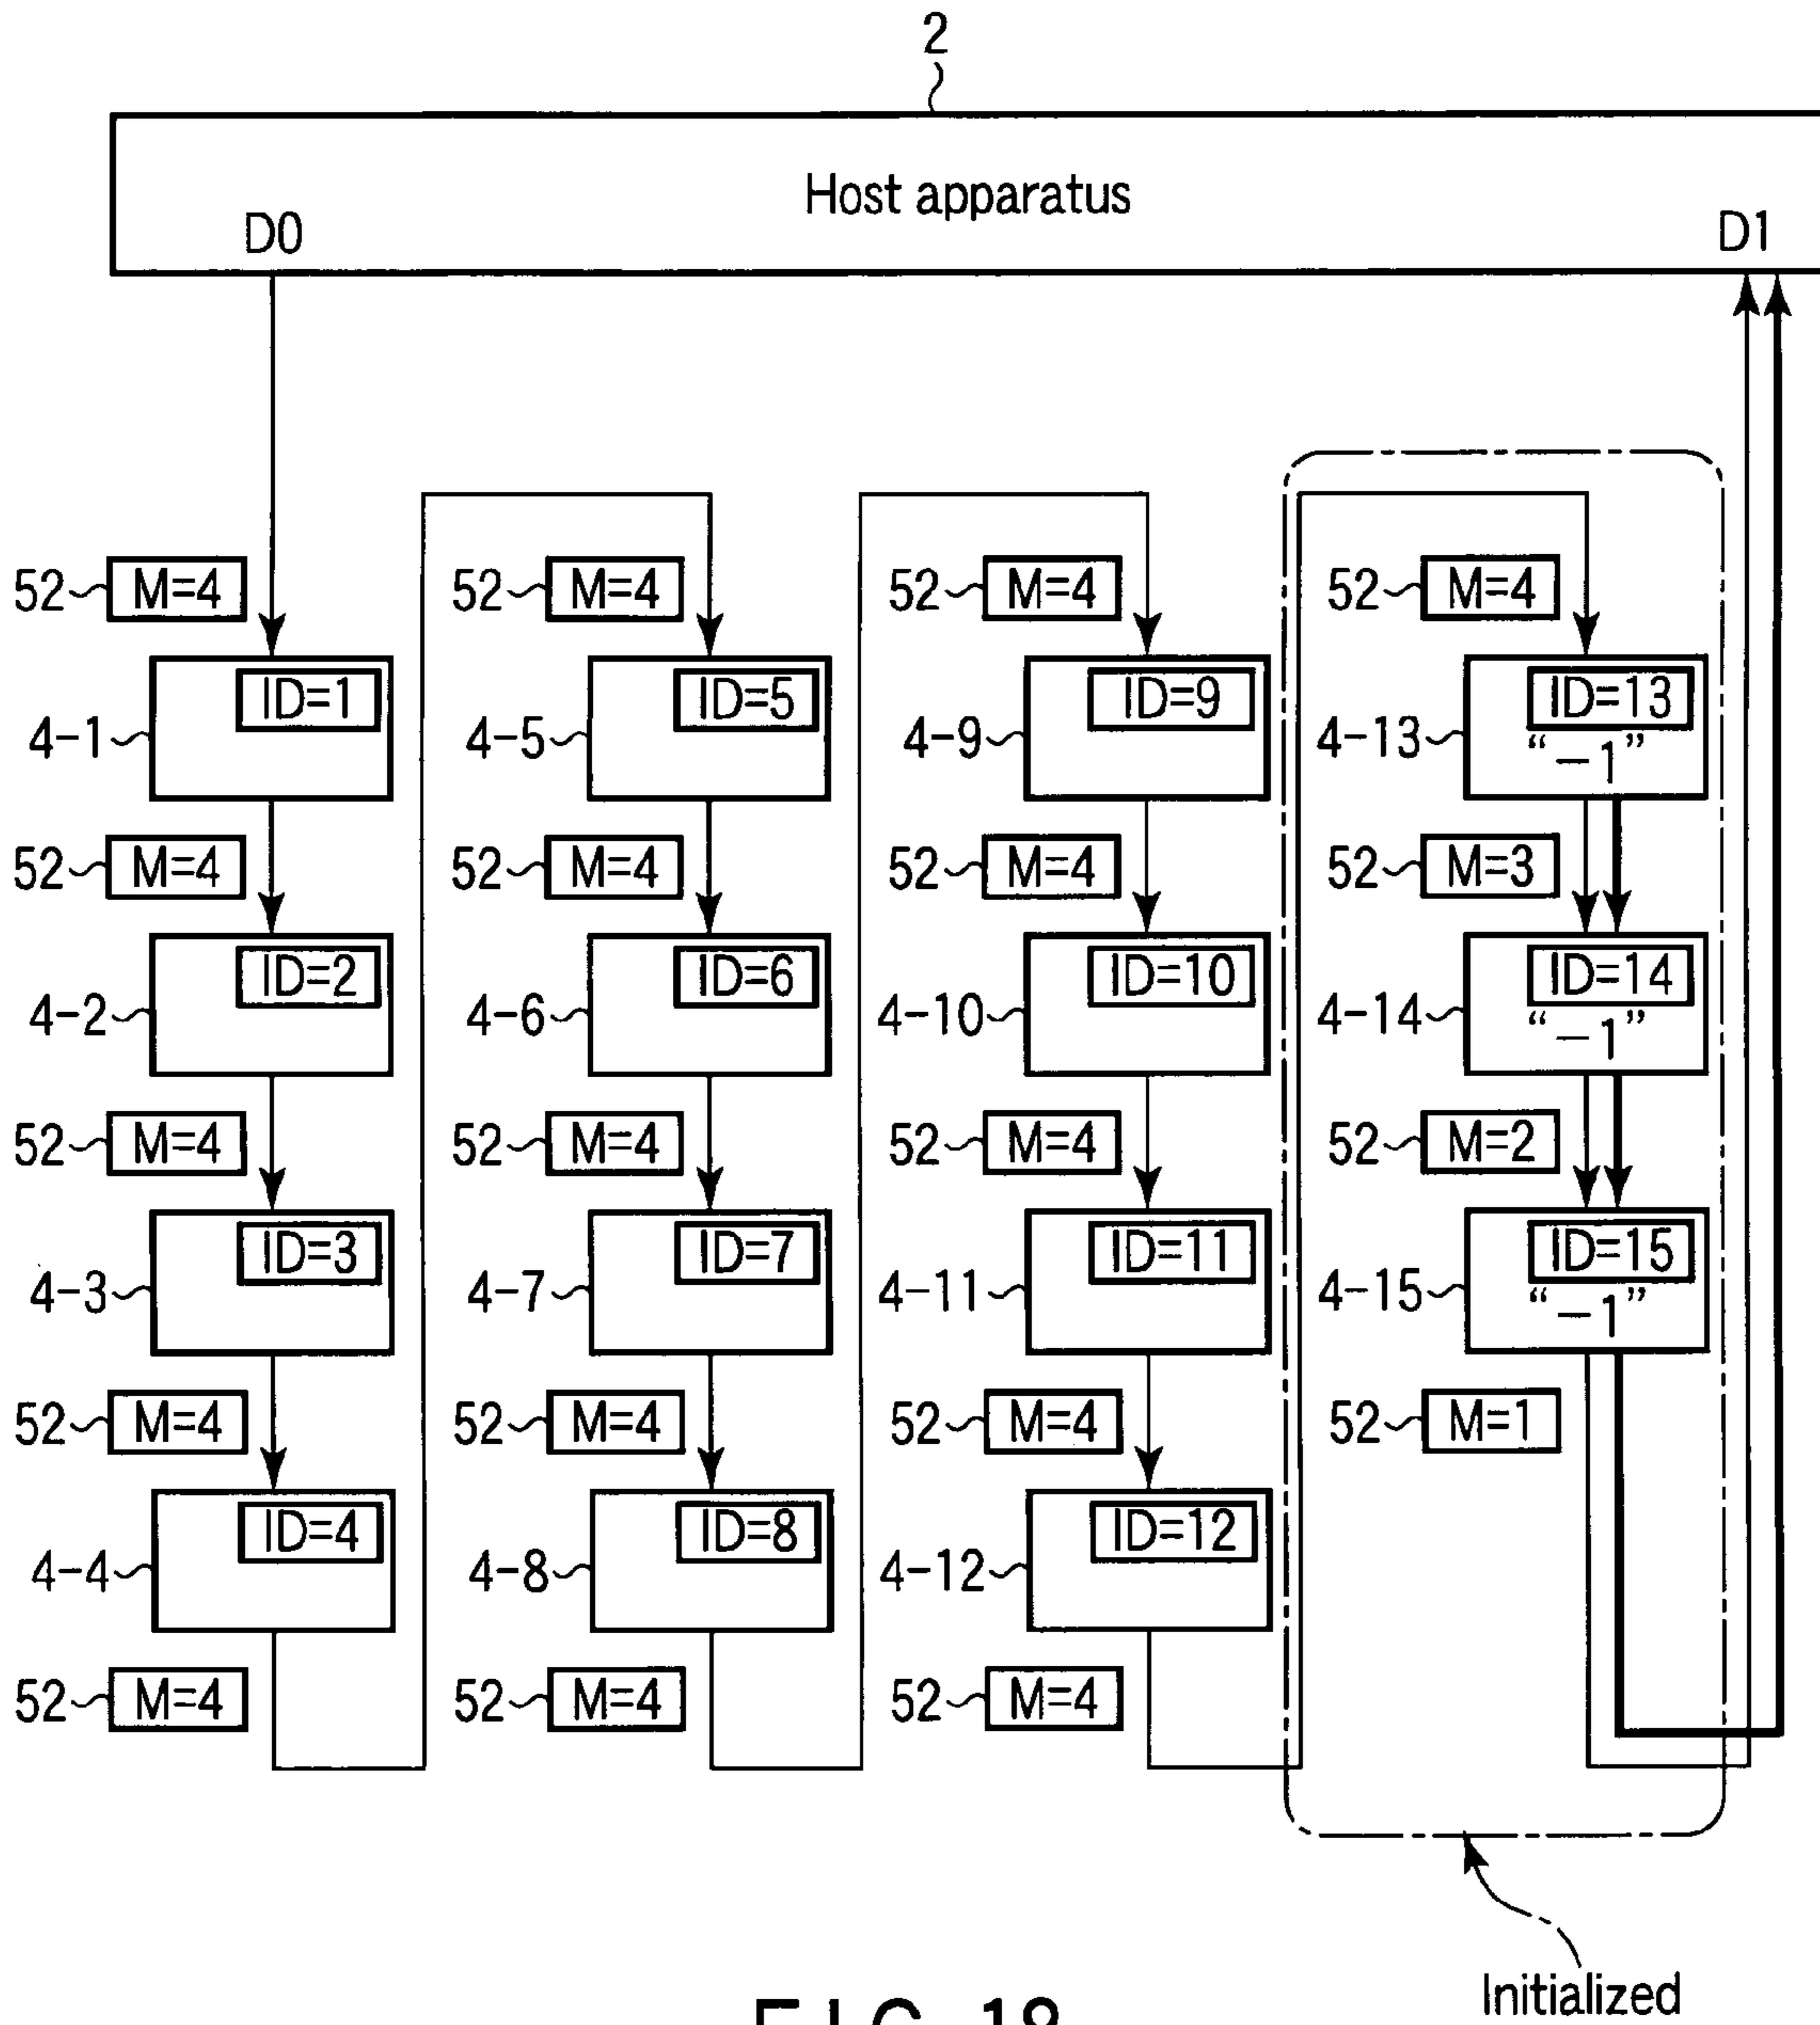 2
Host apparatus
D0
D1
52 M=4
52 M=4
52 M=4
52 M=4
ID=1
ID=5
ID=9
ID=13
4-1
4-5
4-9
4-13
“-1”
52 M=4
52 M=4
52 M=4
52 M=3
ID=2
ID=6
ID=10
ID=14
4-2
4-6
4-10
4-14
“-1”
52 M=4
52 M=4
52 M=4
52 M=2
ID=3
ID=7
ID=11
ID=15
4-3
4-7
4-11
4-15
“-1”
52 M=4
52 M=4
52 M=4
52 M=1
ID=4
ID=8
ID=12
4-4
4-8
4-12
52 M=4
52 M=4
52 M=4
Initialized